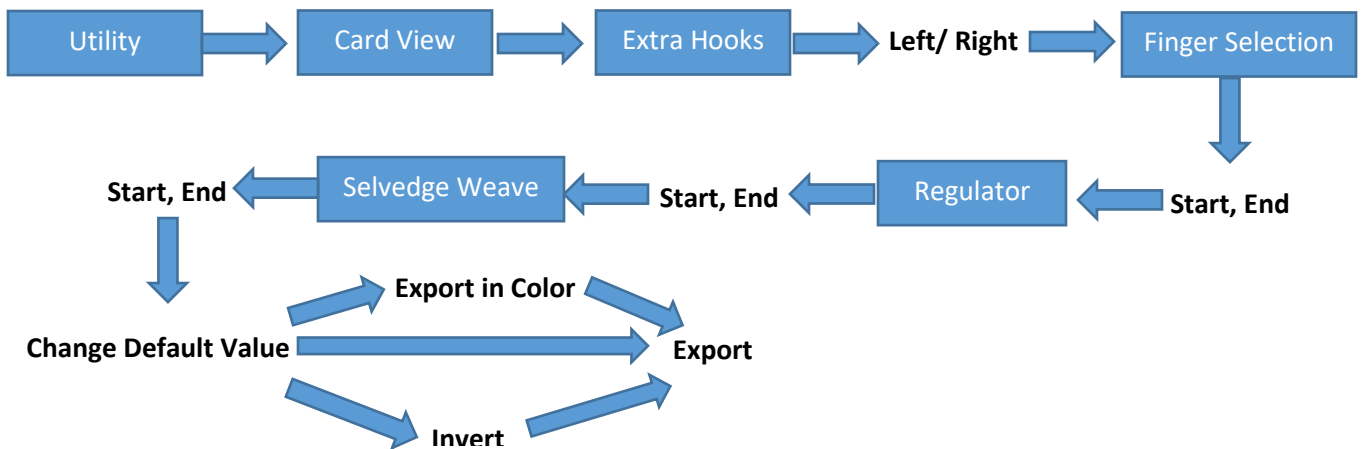 Utility
Card View
Extra Hooks
Left/ Right
Finger Selection
Start, End
Regulator
Start, End
Selvedge Weave
Start, End
Change Default Value
Export in Color
Export
Invert